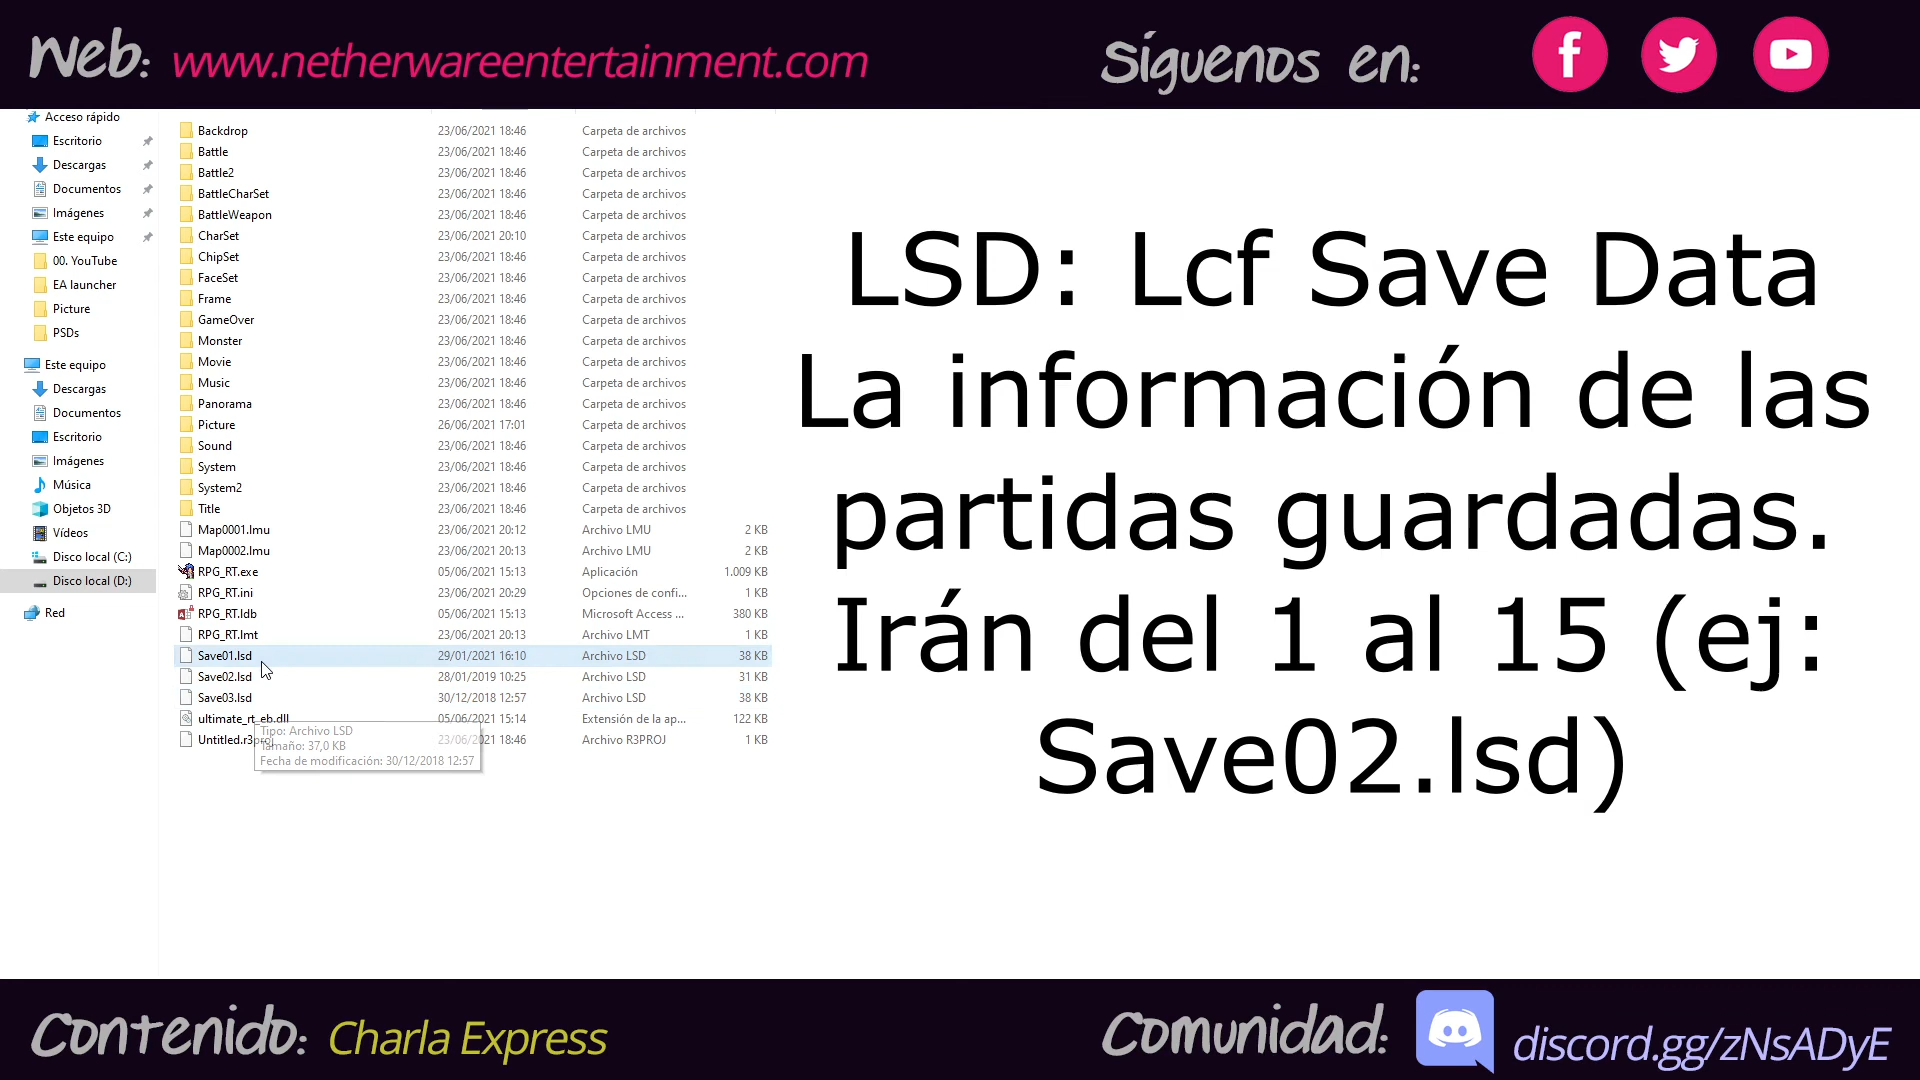 Web: www.netherwareentertainment.com
Síguenos en:
Acceso rápido
Escritorio
Descargas
Documentos
Imágenes
Este equipo
00. YouTube
EA launcher
Picture
PSDs
Este equipo
Descargas
Documentos
Escritorio
Imágenes
Música
Objetos 3D
Vídeos
Disco local (C:)
Disco local (D:)
Red
Backdrop 23/06/2021 18:46 Carpeta de archivos
Battle 23/06/2021 18:46 Carpeta de archivos
Battle2 23/06/2021 18:46 Carpeta de archivos
BattleCharSet 23/06/2021 18:46 Carpeta de archivos
BattleWeapon 23/06/2021 18:46 Carpeta de archivos
CharSet 23/06/2021 20:10 Carpeta de archivos
ChipSet 23/06/2021 18:46 Carpeta de archivos
FaceSet 23/06/2021 18:46 Carpeta de archivos
Frame 23/06/2021 18:46 Carpeta de archivos
GameOver 23/06/2021 18:46 Carpeta de archivos
Monster 23/06/2021 18:46 Carpeta de archivos
Movie 23/06/2021 18:46 Carpeta de archivos
Music 23/06/2021 18:46 Carpeta de archivos
Panorama 23/06/2021 18:46 Carpeta de archivos
Picture 26/06/2021 17:01 Carpeta de archivos
Sound 23/06/2021 18:46 Carpeta de archivos
System 23/06/2021 18:46 Carpeta de archivos
System2 23/06/2021 18:46 Carpeta de archivos
Title 23/06/2021 18:46 Carpeta de archivos
Map0001.lmu 23/06/2021 20:12 Archivo LMU 2 KB
Map0002.lmu 23/06/2021 20:13 Archivo LMU 2 KB
RPG_RT.exe 05/06/2021 15:13 Aplicación 1.009 KB
RPG_RT.ini 23/06/2021 20:29 Opciones de confi... 1 KB
RPG_RT.ldb 05/06/2021 15:13 Microsoft Access ... 380 KB
RPG_RT.lmt 23/06/2021 20:13 Archivo LMT 1 KB
Save01.lsd 29/01/2021 16:10 Archivo LSD 38 KB
Save02.lsd 28/01/2019 10:25 Archivo LSD 31 KB
Save03.lsd 30/12/2018 12:57 Archivo LSD 38 KB
ultimate_rt_eb.dll 05/06/2021 15:14 Extensión de la ap... 122 KB
Untitled.r3proj 23/06/2021 18:46 Archivo R3PROJ 1 KB
Tipo: Archivo LSD
Tamaño: 37,0 KB
Fecha de modificación: 30/12/2018 12:57
LSD: Lcf Save Data
La información de las
partidas guardadas.
Irán del 1 al 15 (ej:
Save02.lsd)
Contenido: Charla Express
Comunidad: discord.gg/zNsADyE